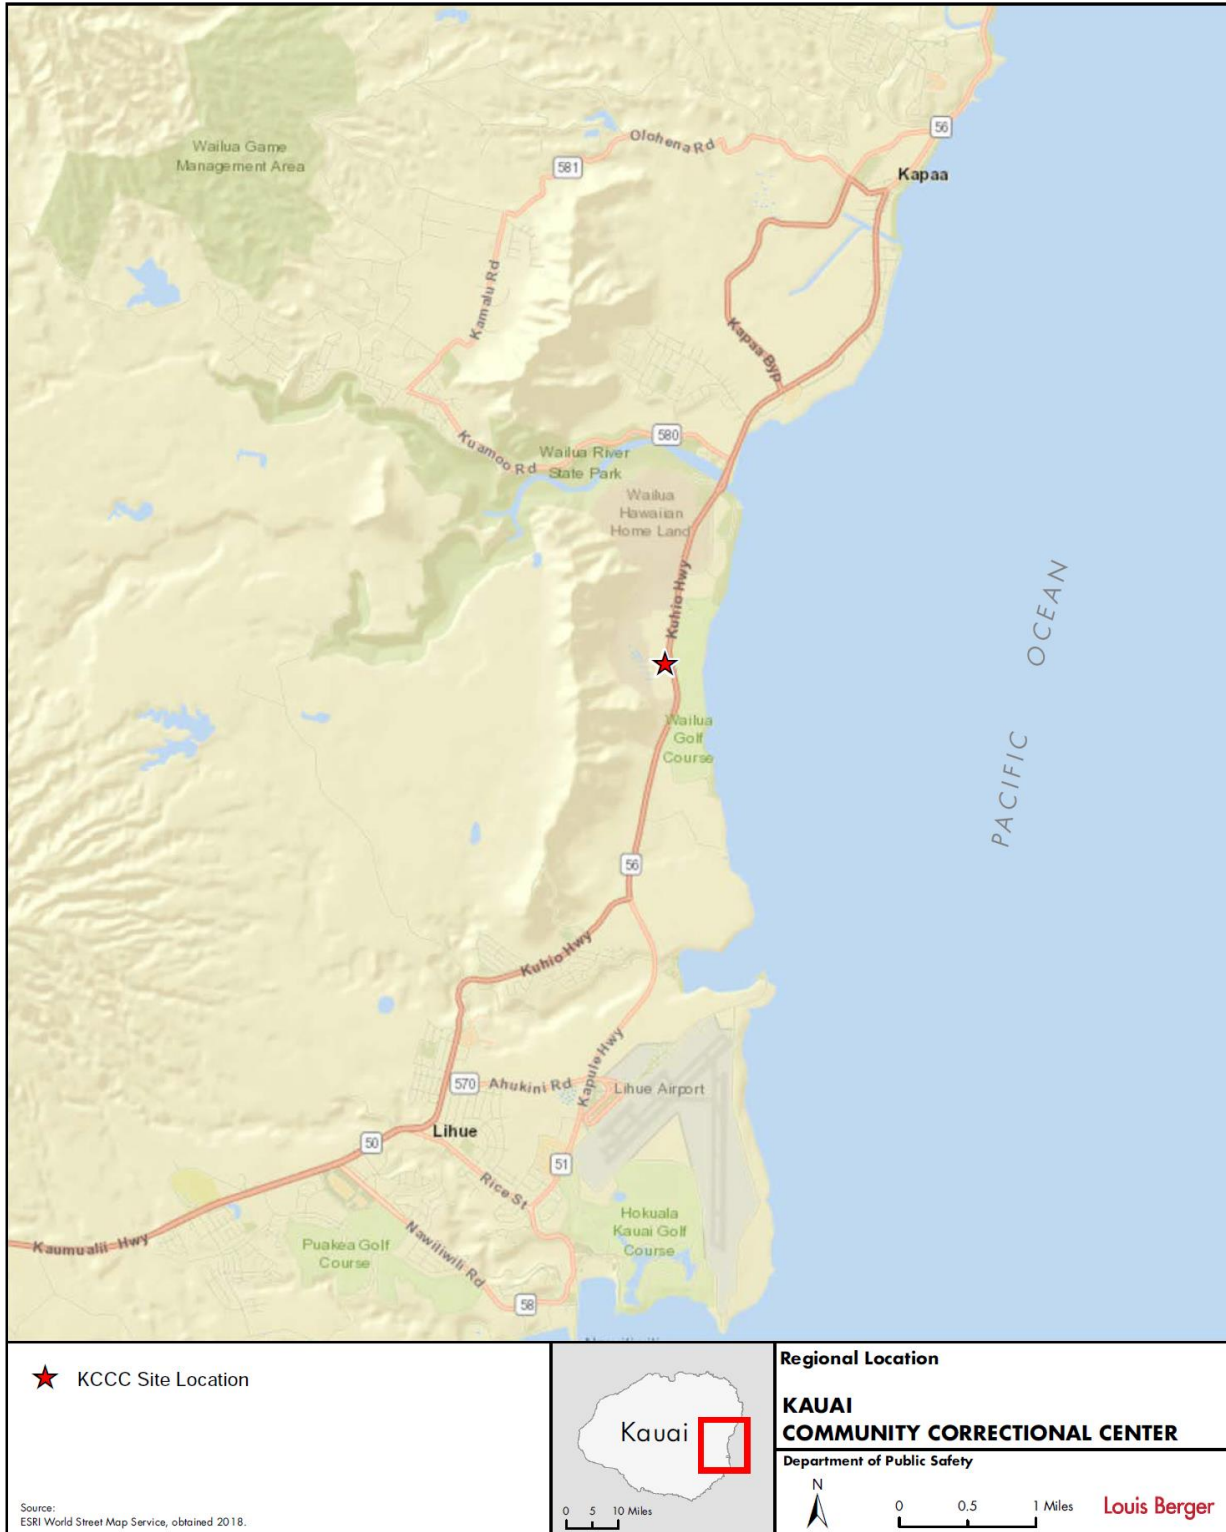 Wailua Game
Management Area
581
Olohena Rd
56
Kapaa
Kamalu Rd
Kapaa Byp
Kuamoo Rd
580
Wailua River
State Park
Wailua
Hawaiian
Home Land
Kuhio Hwy
PACIFIC OCEAN
Wailua
Golf
Course
56
Kuhio Hwy
Kapule Hwy
570
Ahukini Rd
Lihue Airport
Lihue
50
51
Rice St
Hokuala
Kauai Golf
Course
Kaumualii Hwy
Puakea Golf
Course
Nawiliwili Rd
58
KCCC Site Location
Source:
ESRI World Street Map Service, obtained 2018.
Kauai
0 5 10 Miles
Regional Location
KAUAI
COMMUNITY CORRECTIONAL CENTER
Department of Public Safety
N
0 0.5 1 Miles
Louis Berger